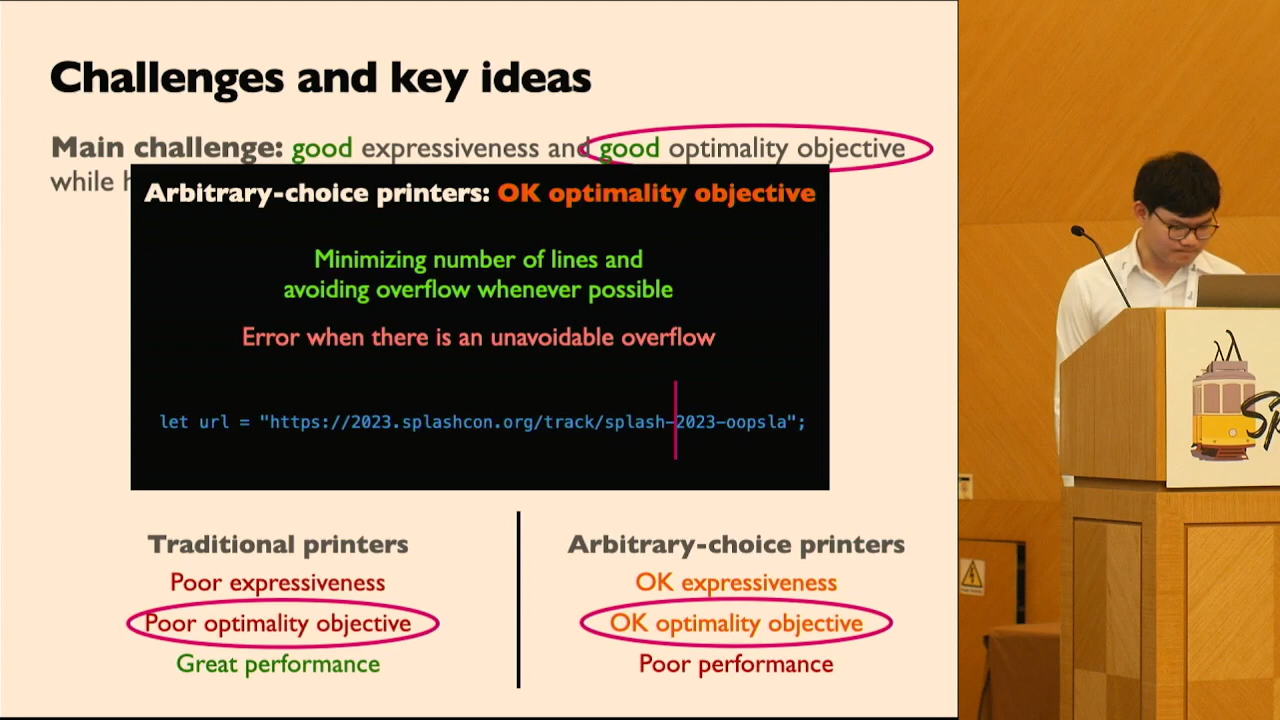 Challenges and key ideas
Main challenge: good expressiveness and good optimality objective
while
Arbitrary-choice printers: OK optimality objective
Minimizing number of lines and
avoiding overflow whenever possible
Error when there is an unavoidable overflow
let url = "https://2023.splashcon.org/track/splash-2023-oopsla";
Traditional printers
Poor expressiveness
Poor optimality objective
Great performance
Arbitrary-choice printers
OK expressiveness
OK optimality objective
Poor performance